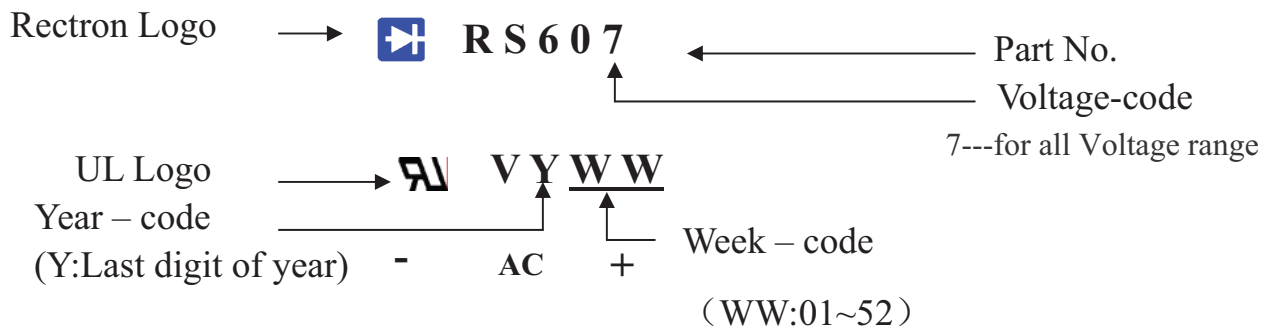 Rectron Logo R S 6 0 7
Part No.
Voltage-code
7---for all Voltage range
UL Logo V Y W W
Year – code
Week – code
(Y:Last digit of year) - AC +
（WW:01~52）